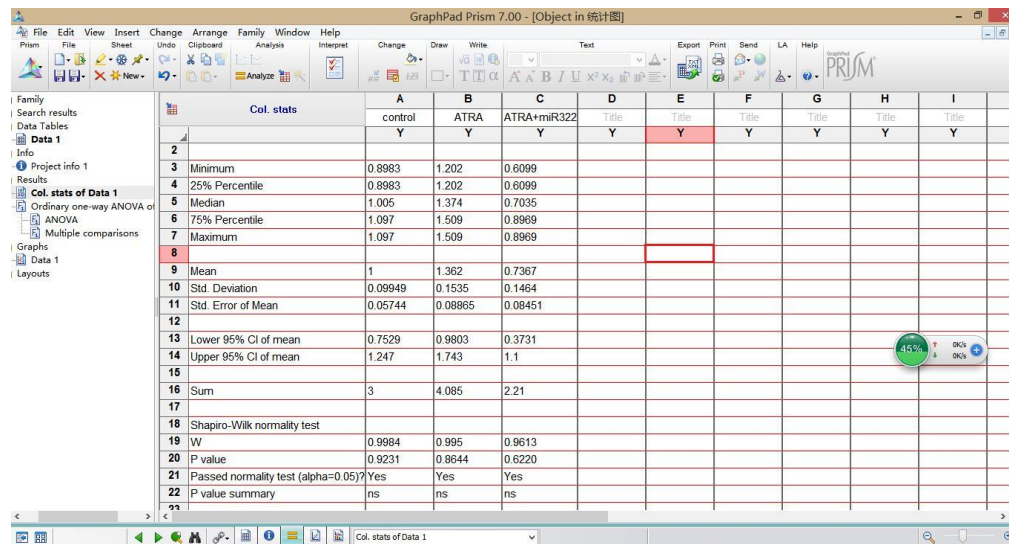 GraphPad Prism 7.00 - [Object in 统计图]
File Edit View Insert Change Arrange Family Window Help
Prism File Sheet Undo Clipboard Analysis Interpret Change Draw Write Text Export Print Send LA Help
New Analyze GraphPad PRISM
Family
Search results
Data Tables
Data 1
Info
Project info 1
Results
Col. stats of Data 1
Ordinary one-way ANOVA of
ANOVA
Multiple comparisons
Graphs
Data 1
Layouts
Col. stats A B C D E F G H I
control ATRA ATRA+miR322 Title Title Title Title Title Title
Y Y Y Y Y Y Y Y Y
2
3 Minimum 0.8983 1.202 0.6099
4 25% Percentile 0.8983 1.202 0.6099
5 Median 1.005 1.374 0.7035
6 75% Percentile 1.097 1.509 0.8969
7 Maximum 1.097 1.509 0.8969
8
9 Mean 1 1.362 0.7367
10 Std. Deviation 0.09949 0.1535 0.1464
11 Std. Error of Mean 0.05744 0.08865 0.08451
12
13 Lower 95% CI of mean 0.7529 0.9803 0.3731
14 Upper 95% CI of mean 1.247 1.743 1.1
15
16 Sum 3 4.085 2.21
17
18 Shapiro-Wilk normality test
19 W 0.9984 0.995 0.9613
20 P value 0.9231 0.8644 0.6220
21 Passed normality test (alpha=0.05)? Yes Yes Yes
22 P value summary ns ns ns
23
45% 0K/s
0K/s
Col. stats of Data 1